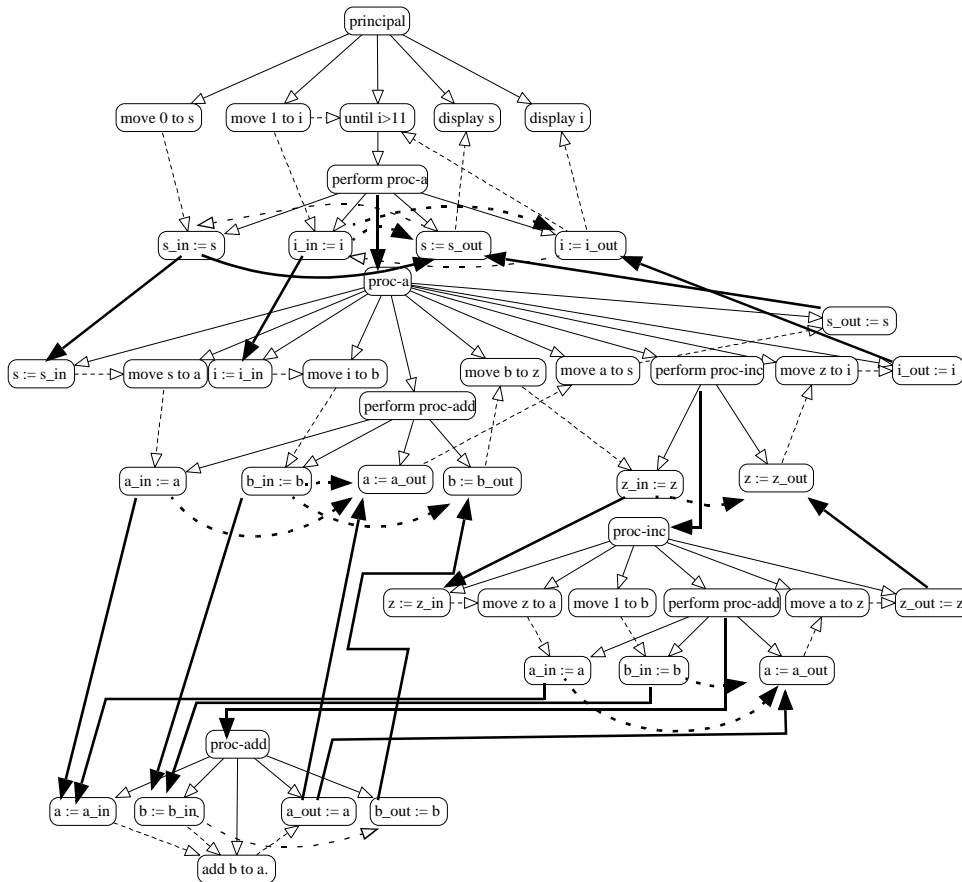 principal
move 0 to s
move 1 to i
until i>11
display s
display i
perform proc-a
s_in := s
i_in := i
s := s_out
i := i_out
proc-a
s_out := s
s := s_in
move s to a
i := i_in
move i to b
move b to z
move a to s
perform proc-inc
move z to i
i_out := i
perform proc-add
a_in := a
b_in := b
a := a_out
b := b_out
z_in := z
z := z_out
proc-inc
z := z_in
move z to a
move 1 to b
perform proc-add
move a to z
z_out := z
a_in := a
b_in := b
a := a_out
proc-add
a := a_in
b := b_in
a_out := a
b_out := b
add b to a.